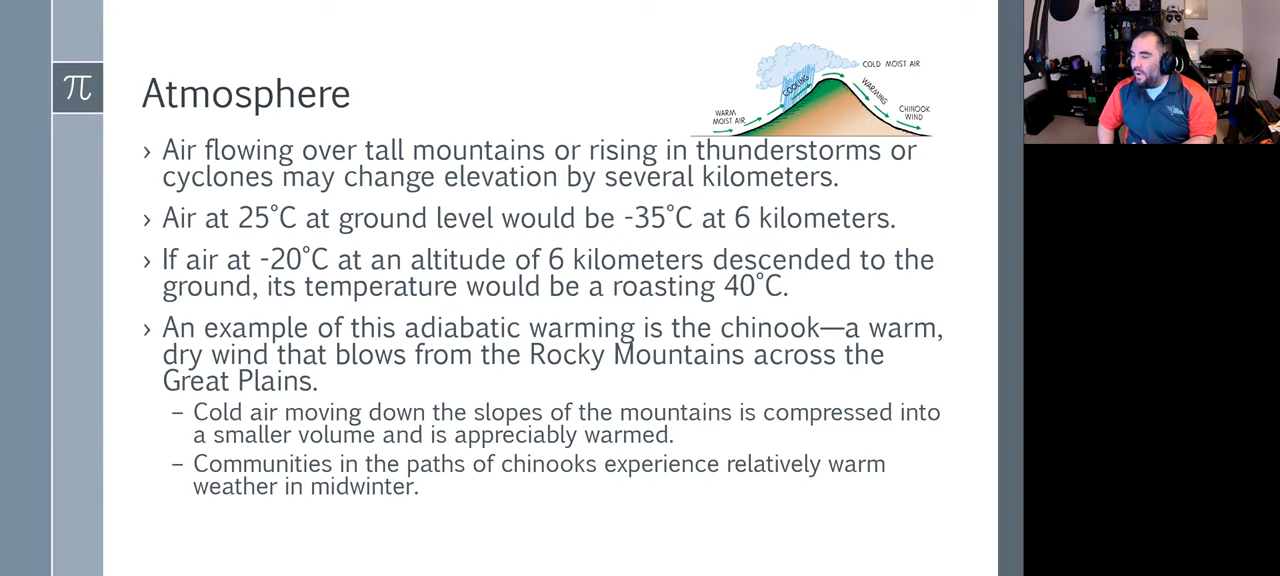 π
Atmosphere
COLD MOIST AIR
COOLING
WARMING
WARM
MOIST AIR
CHINOOK
WIND
› Air flowing over tall mountains or rising in thunderstorms or
cyclones may change elevation by several kilometers.
› Air at 25°C at ground level would be -35°C at 6 kilometers.
› If air at -20°C at an altitude of 6 kilometers descended to the
ground, its temperature would be a roasting 40°C.
› An example of this adiabatic warming is the chinook—a warm,
dry wind that blows from the Rocky Mountains across the
Great Plains.
– Cold air moving down the slopes of the mountains is compressed into
a smaller volume and is appreciably warmed.
– Communities in the paths of chinooks experience relatively warm
weather in midwinter.